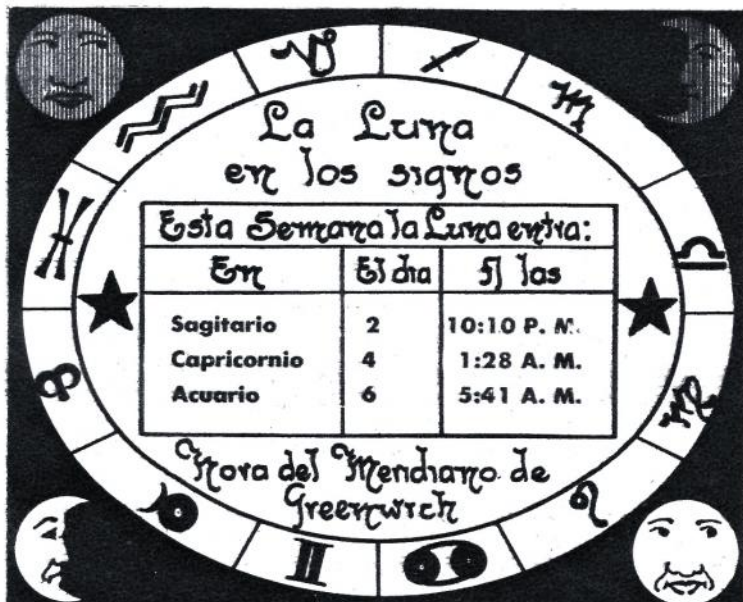 La Luna
en los signos
Esta Semana la Luna entra:
En El dia A las
Sagitario 2 10:10 P. M.
Capricornio 4 1:28 A. M.
Acuario 6 5:41 A. M.
Hora del Meridiano de
Greenwich